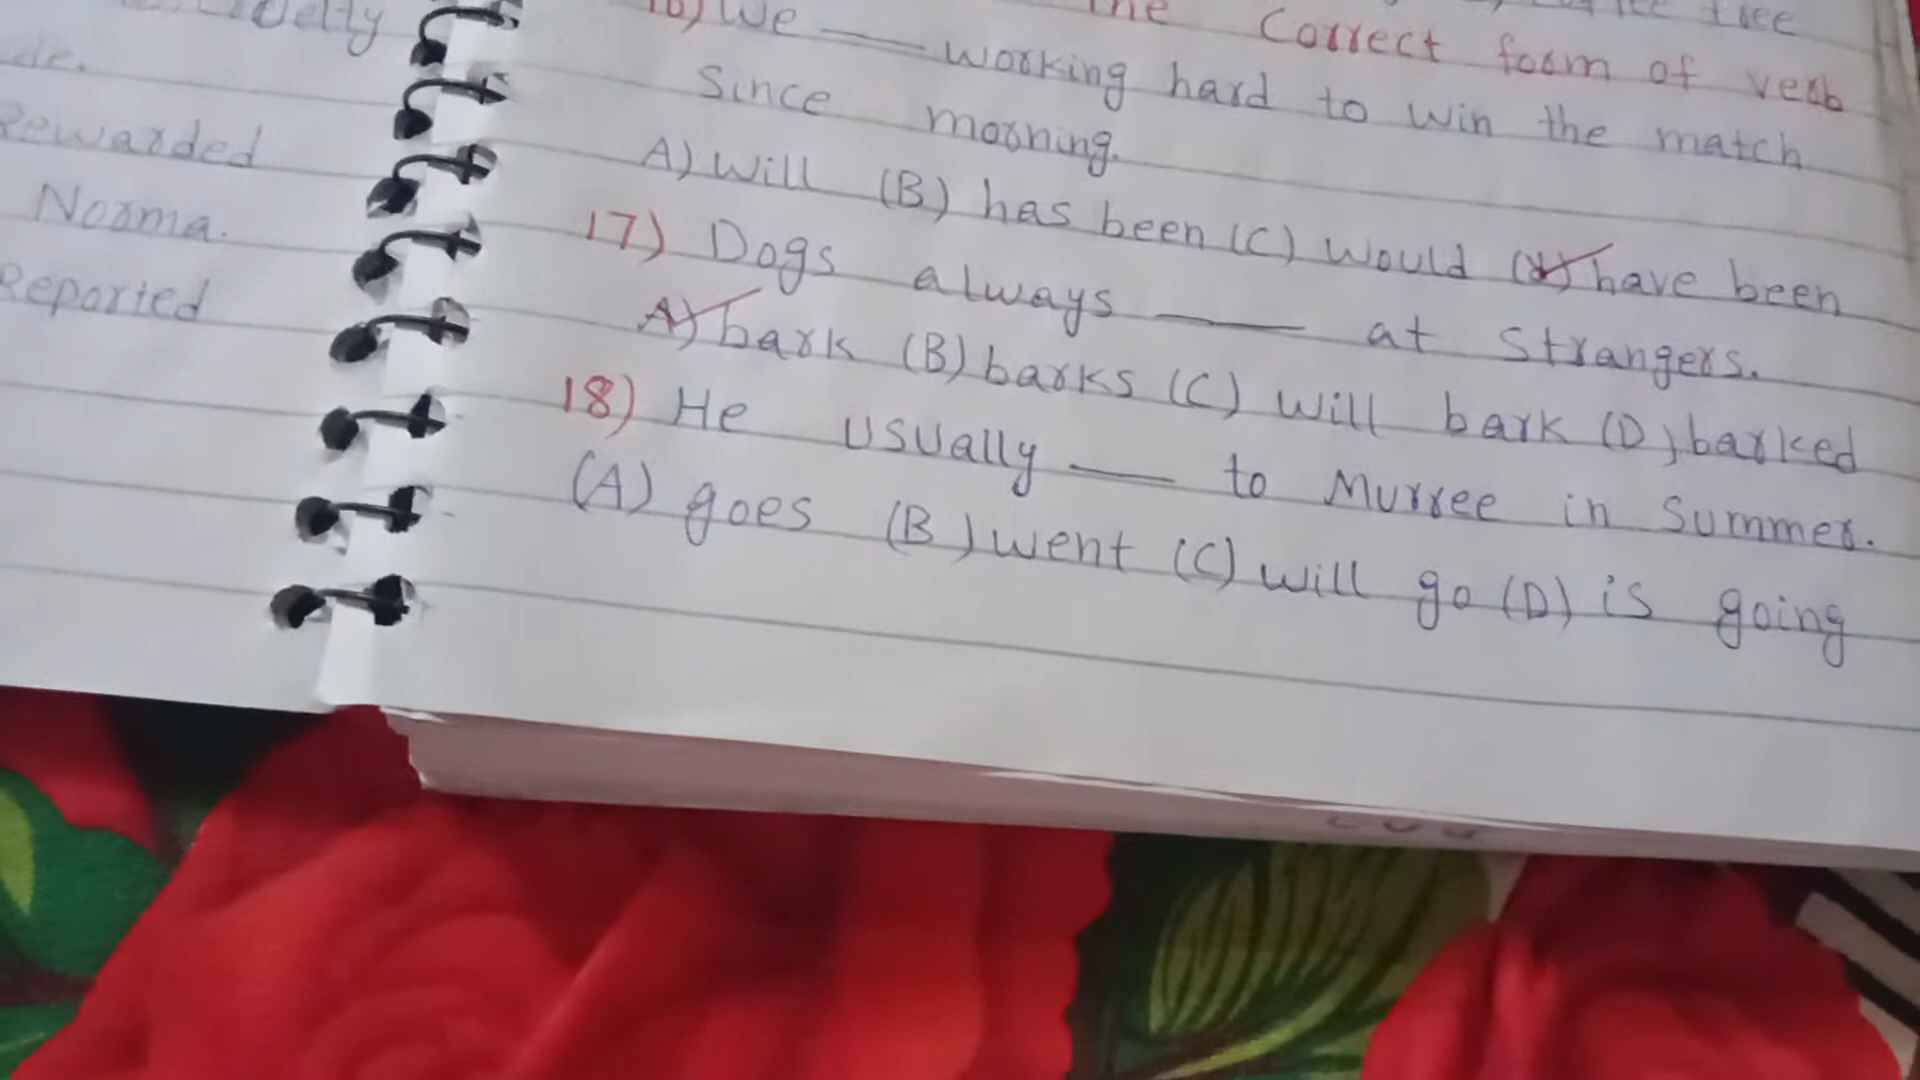 Rewarded
Norma.
Reported
The Correct form of verb
16) We ___ working hard to win the match
Since morning.
A) Will (B) has been (C) Would (D) have been
17) Dogs always ___ at Strangers.
A) bark (B) barks (C) Will bark (D) barked
18) He usually ___ to Murree in Summer.
(A) goes (B) went (C) will go (D) is going